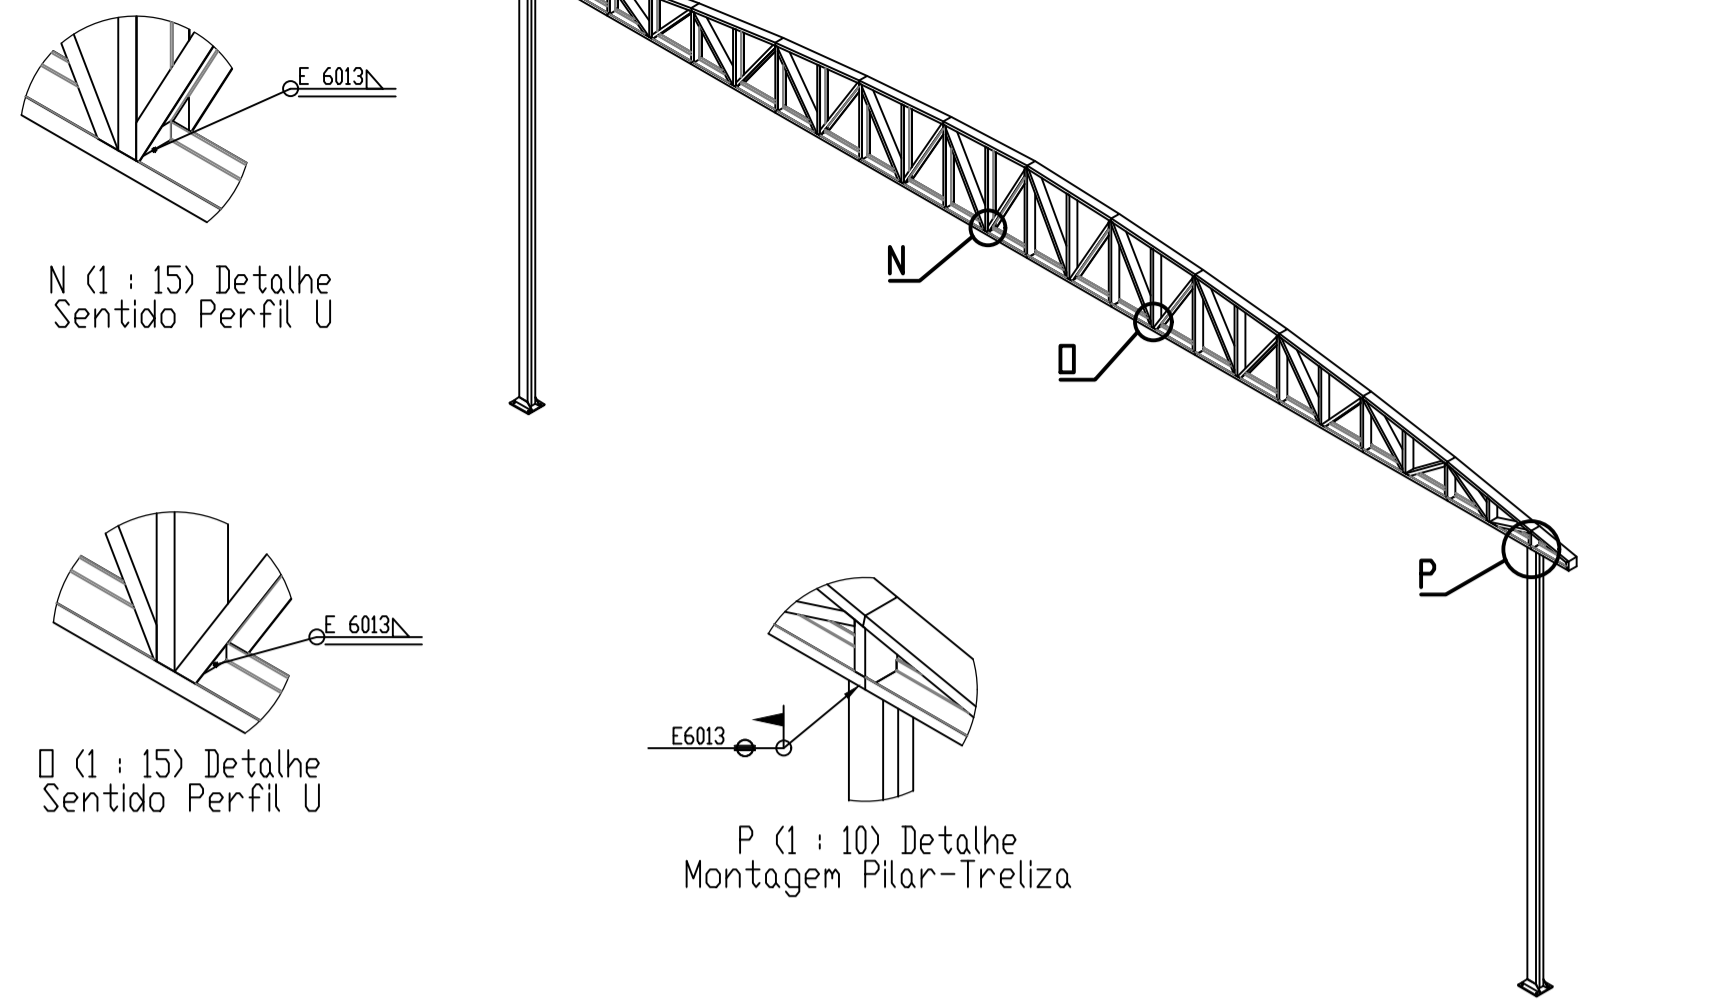 E 6013
N (1 : 15) Detalhe
Sentido Perfil U
N
O
P
E 6013
O (1 : 15) Detalhe
Sentido Perfil U
E6013
P (1 : 10) Detalhe
Montagem Pilar-Treliza